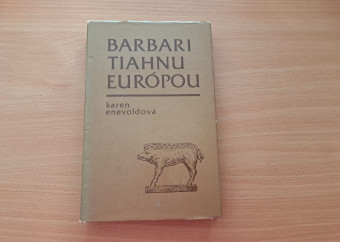 BARBARI
TIAHNU
EURÓPOU
karen
enevoldová